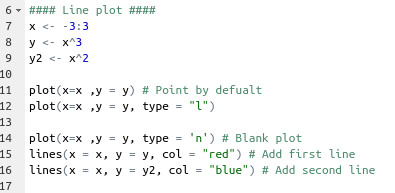 6 #### Line plot ####
7 x <- -3:3
8 y <- x^3
9 y2 <- x^2
10
11 plot(x=x ,y = y) # Point by defualt
12 plot(x=x ,y = y, type = "l")
13
14 plot(x=x ,y = y, type = 'n') # Blank plot
15 lines(x = x, y = y, col = "red") # Add first line
16 lines(x = x, y = y2, col = "blue") # Add second line
17